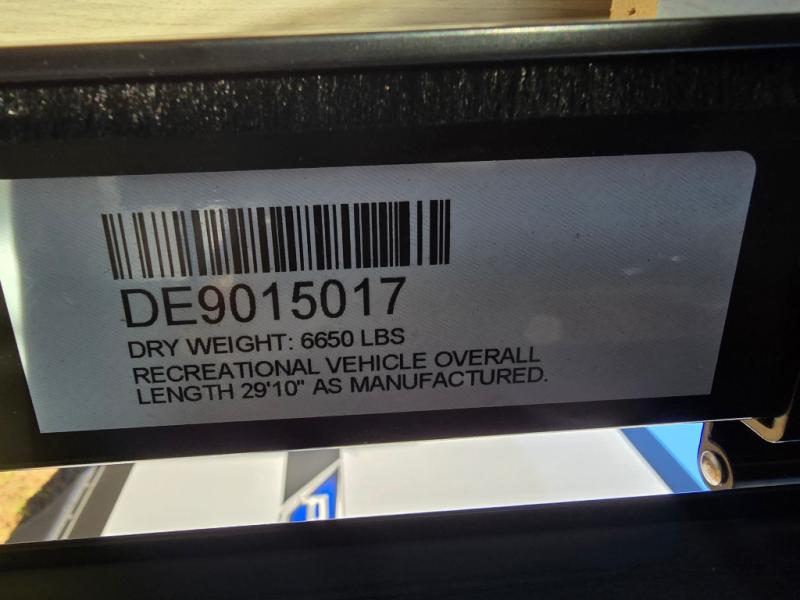 DE9015017
DRY WEIGHT: 6650 LBS
RECREATIONAL VEHICLE OVERALL
LENGTH 29'10" AS MANUFACTURED.